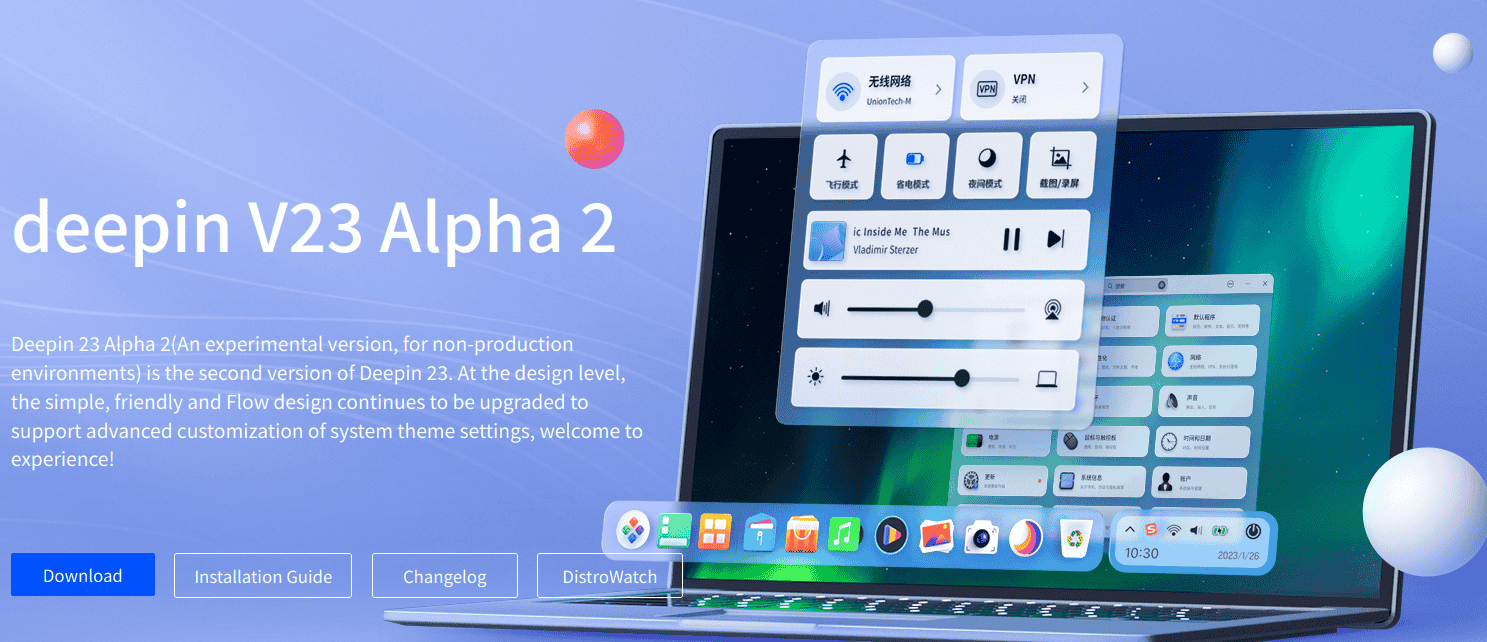 deepin V23 Alpha 2
Deepin 23 Alpha 2(An experimental version, for non-production
environments) is the second version of Deepin 23. At the design level,
the simple, friendly and Flow design continues to be upgraded to
support advanced customization of system theme settings, welcome to
experience!
Download
Installation Guide
Changelog
DistroWatch
无线网络
UnionTech-M
VPN
VPN
关闭
飞行模式
省电模式
夜间模式
截图/录屏
ic Inside Me The Mus
Vladimir Sterzer
搜索
默认程序
网络
声音
电源
鼠标与触控板
时间和日期
更新
系统信息
账户
10:30
2023/1/26